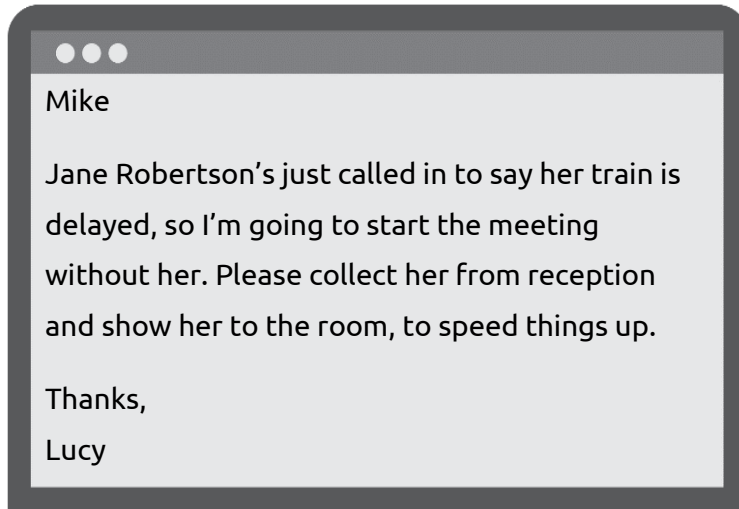 Mike
Jane Robertson’s just called in to say her train is
delayed, so I’m going to start the meeting
without her. Please collect her from reception
and show her to the room, to speed things up.
Thanks,
Lucy